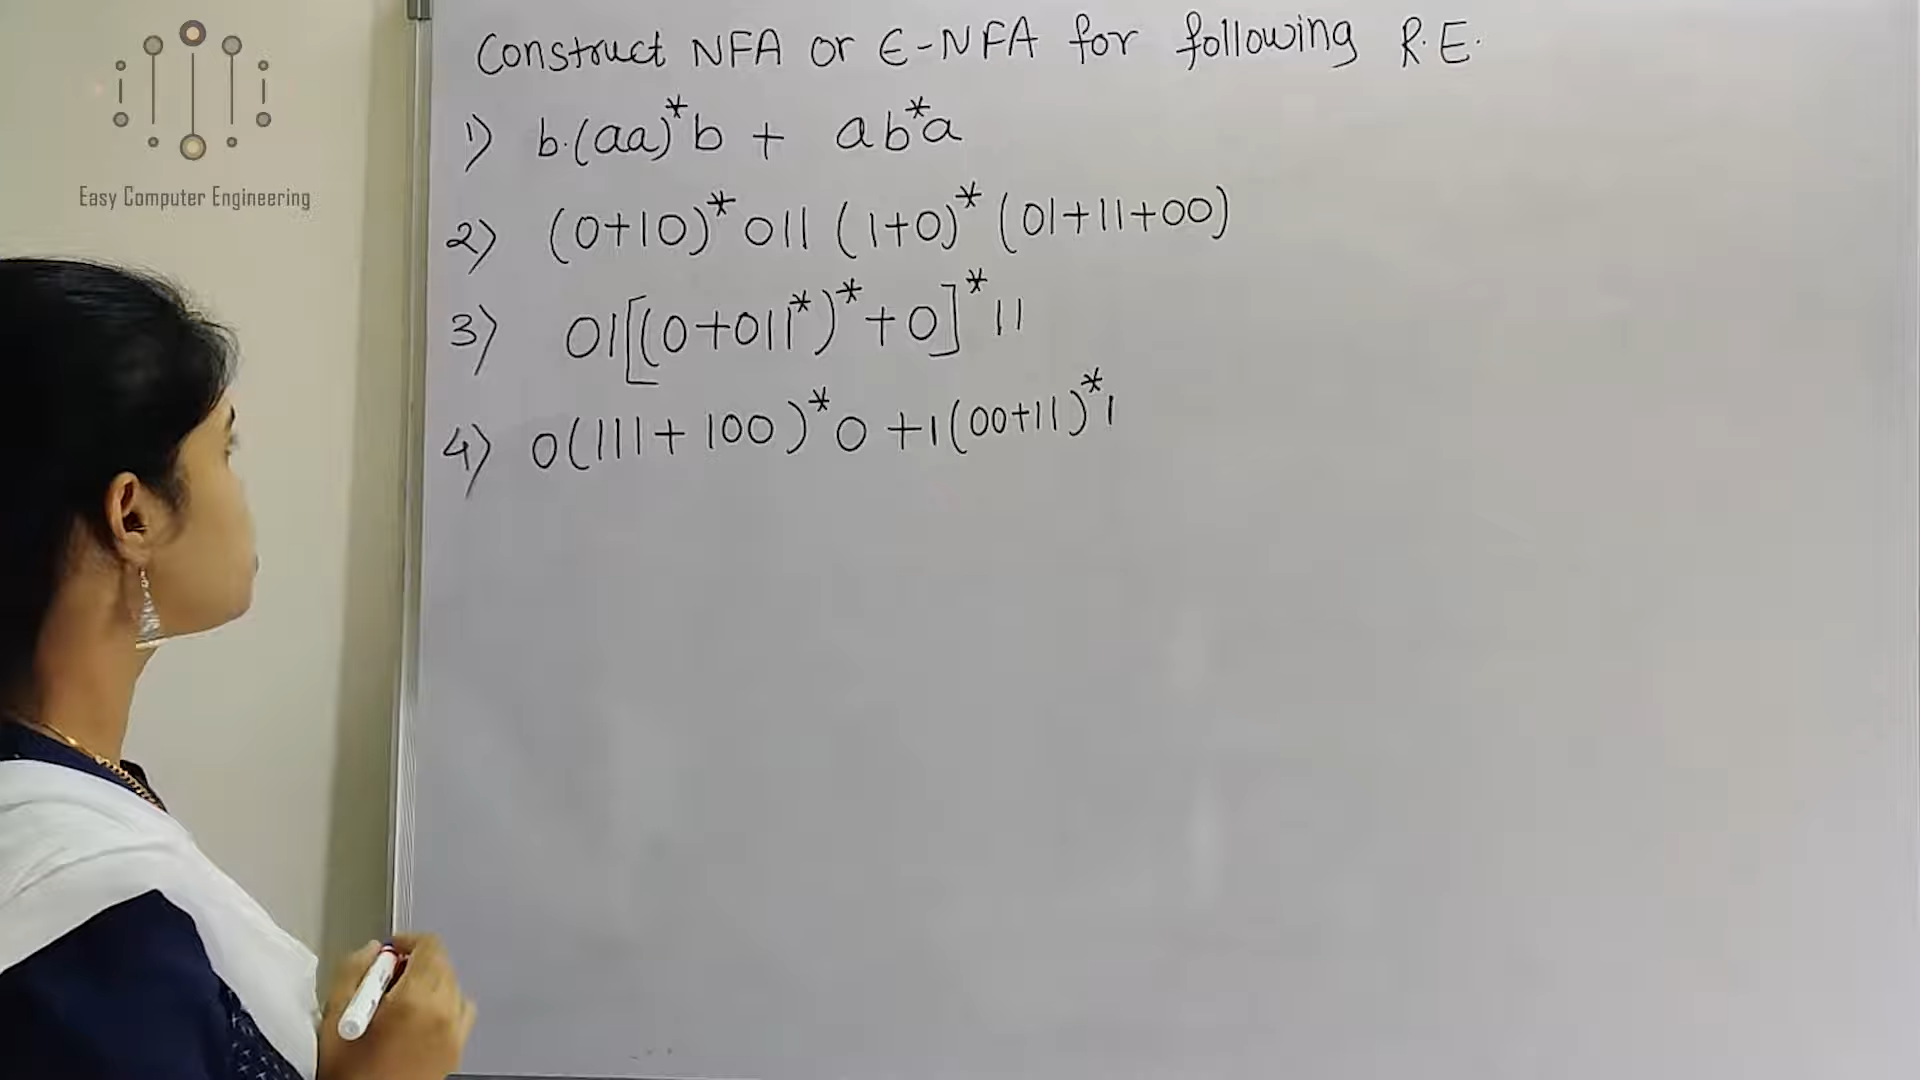 Easy Computer Engineering
Construct NFA or ∈-NFA for following R.E.
1) b.(aa)*b + ab*a
2) (0+10)*011(1+0)*(01+11+00)
3) 01[(0+011*)*+0]*11
4) 0(111+100)*0+1(00+11)*1